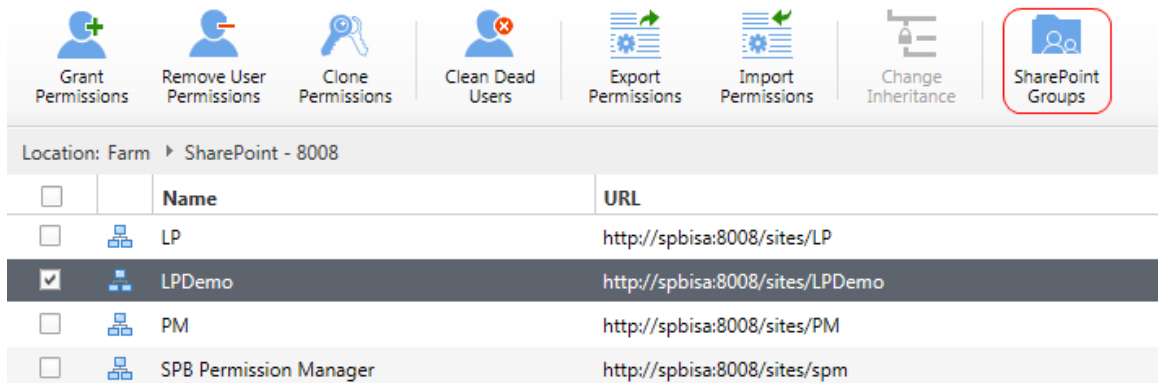 Grant Permissions
Remove User Permissions
Clone Permissions
Clean Dead Users
Export Permissions
Import Permissions
Change Inheritance
SharePoint Groups
Location: Farm SharePoint - 8008
Name URL
LP http://spbisa:8008/sites/LP
LPDemo http://spbisa:8008/sites/LPDemo
PM http://spbisa:8008/sites/PM
SPB Permission Manager http://spbisa:8008/sites/spm